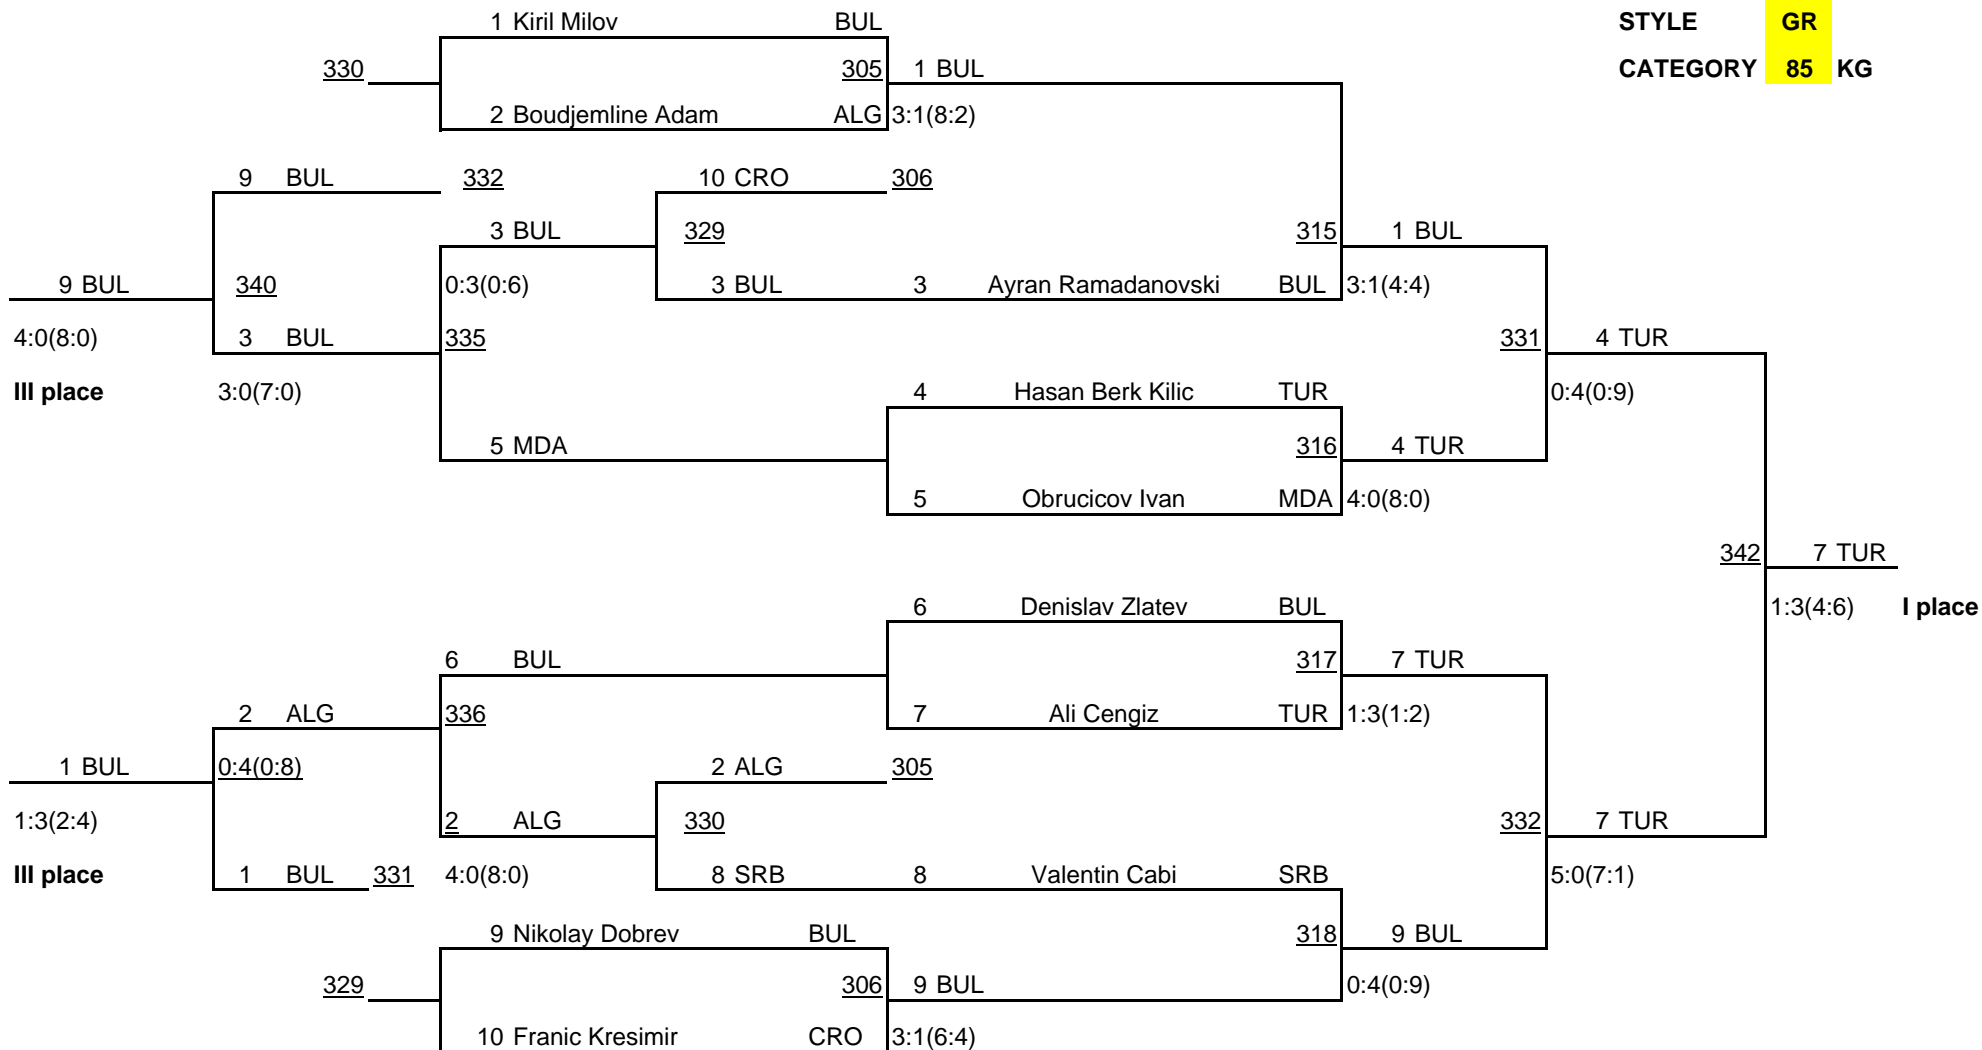 1 Kiril Milov BUL STYLE GR
330 305 1 BUL CATEGORY 85 KG
2 Boudjemline Adam ALG 3:1(8:2)
9 BUL 332 10 CRO 306
3 BUL 329 315 1 BUL
9 BUL 340 0:3(0:6) 3 BUL 3 Ayran Ramadanovski BUL 3:1(4:4)
4:0(8:0) 3 BUL 335 331 4 TUR
III place 3:0(7:0) 4 Hasan Berk Kilic TUR 0:4(0:9)
5 MDA 316 4 TUR
5 Obrucicov Ivan MDA 4:0(8:0)
342 7 TUR
6 Denislav Zlatev BUL 1:3(4:6) I place
6 BUL 317 7 TUR
2 ALG 336 7 Ali Cengiz TUR 1:3(1:2)
1 BUL 0:4(0:8) 2 ALG 305
1:3(2:4) 2 ALG 330 332 7 TUR
III place 1 BUL 331 4:0(8:0) 8 SRB 8 Valentin Cabi SRB 5:0(7:1)
9 Nikolay Dobrev BUL 318 9 BUL
329 306 9 BUL 0:4(0:9)
10 Franic Kresimir CRO 3:1(6:4)